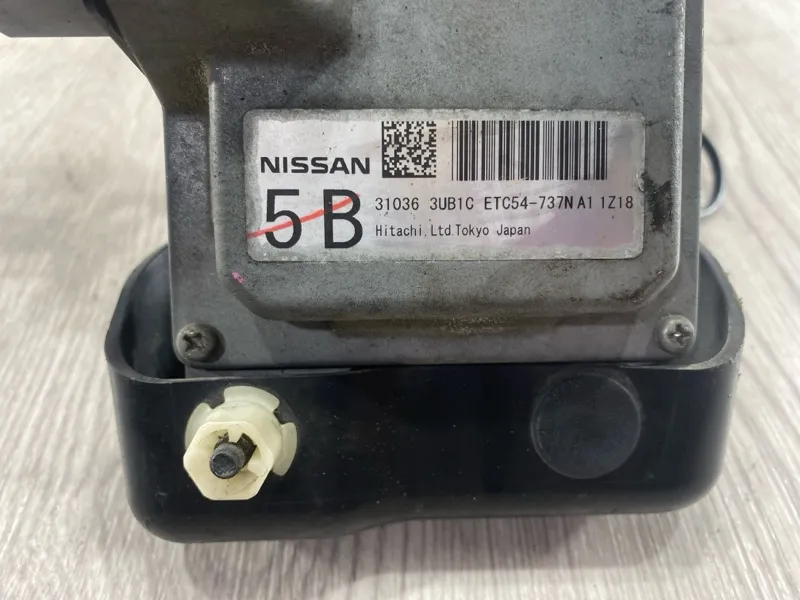 NISSAN
5 B
31036 3UB1C ETC54-737N A1 1Z18
Hitachi,Ltd.Tokyo Japan